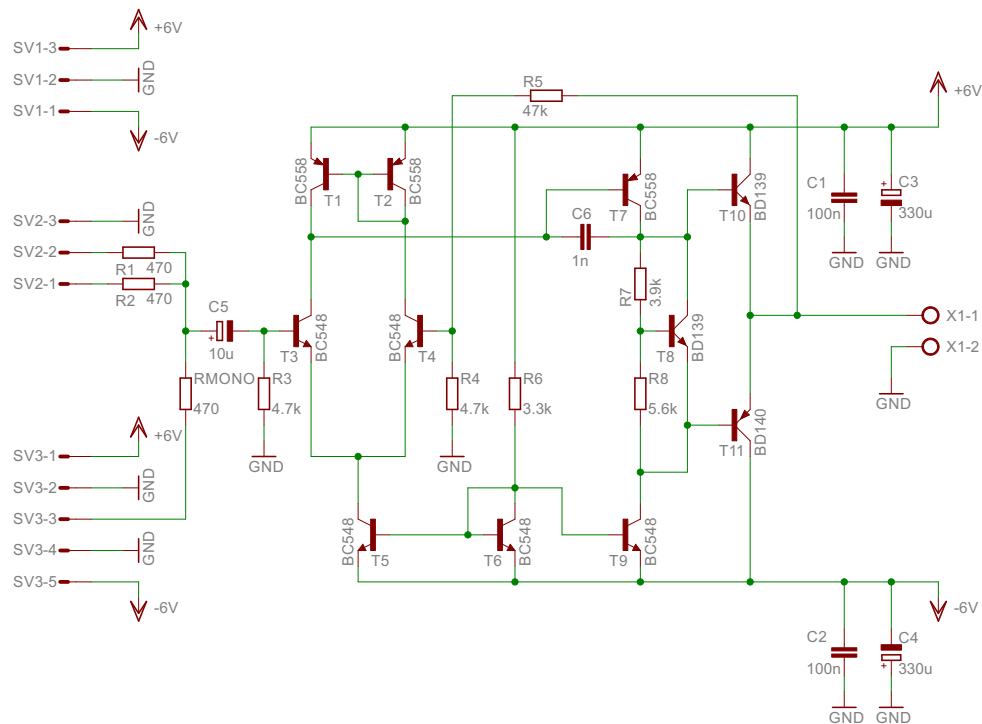 SV1-3
+6V
SV1-2
GND
SV1-1
-6V
SV2-3
GND
SV2-2
R1
470
SV2-1
R2
470
C5
+
10u
RMONO
470
R3
4.7k
GND
SV3-1
+6V
SV3-2
GND
SV3-3
SV3-4
GND
SV3-5
-6V
BC558
T1
T2
BC558
T3
BC548
BC548
T4
R5
47k
R4
4.7k
GND
R6
3.3k
BC548
T5
T6
BC548
C6
1n
T7
BC558
R7
3.9k
T8
BD139
R8
5.6k
T9
BC548
T10
BD139
T11
BD140
+6V
C1
100n
GND
C3
+
330u
GND
X1-1
X1-2
GND
-6V
C2
100n
GND
C4
+
330u
GND